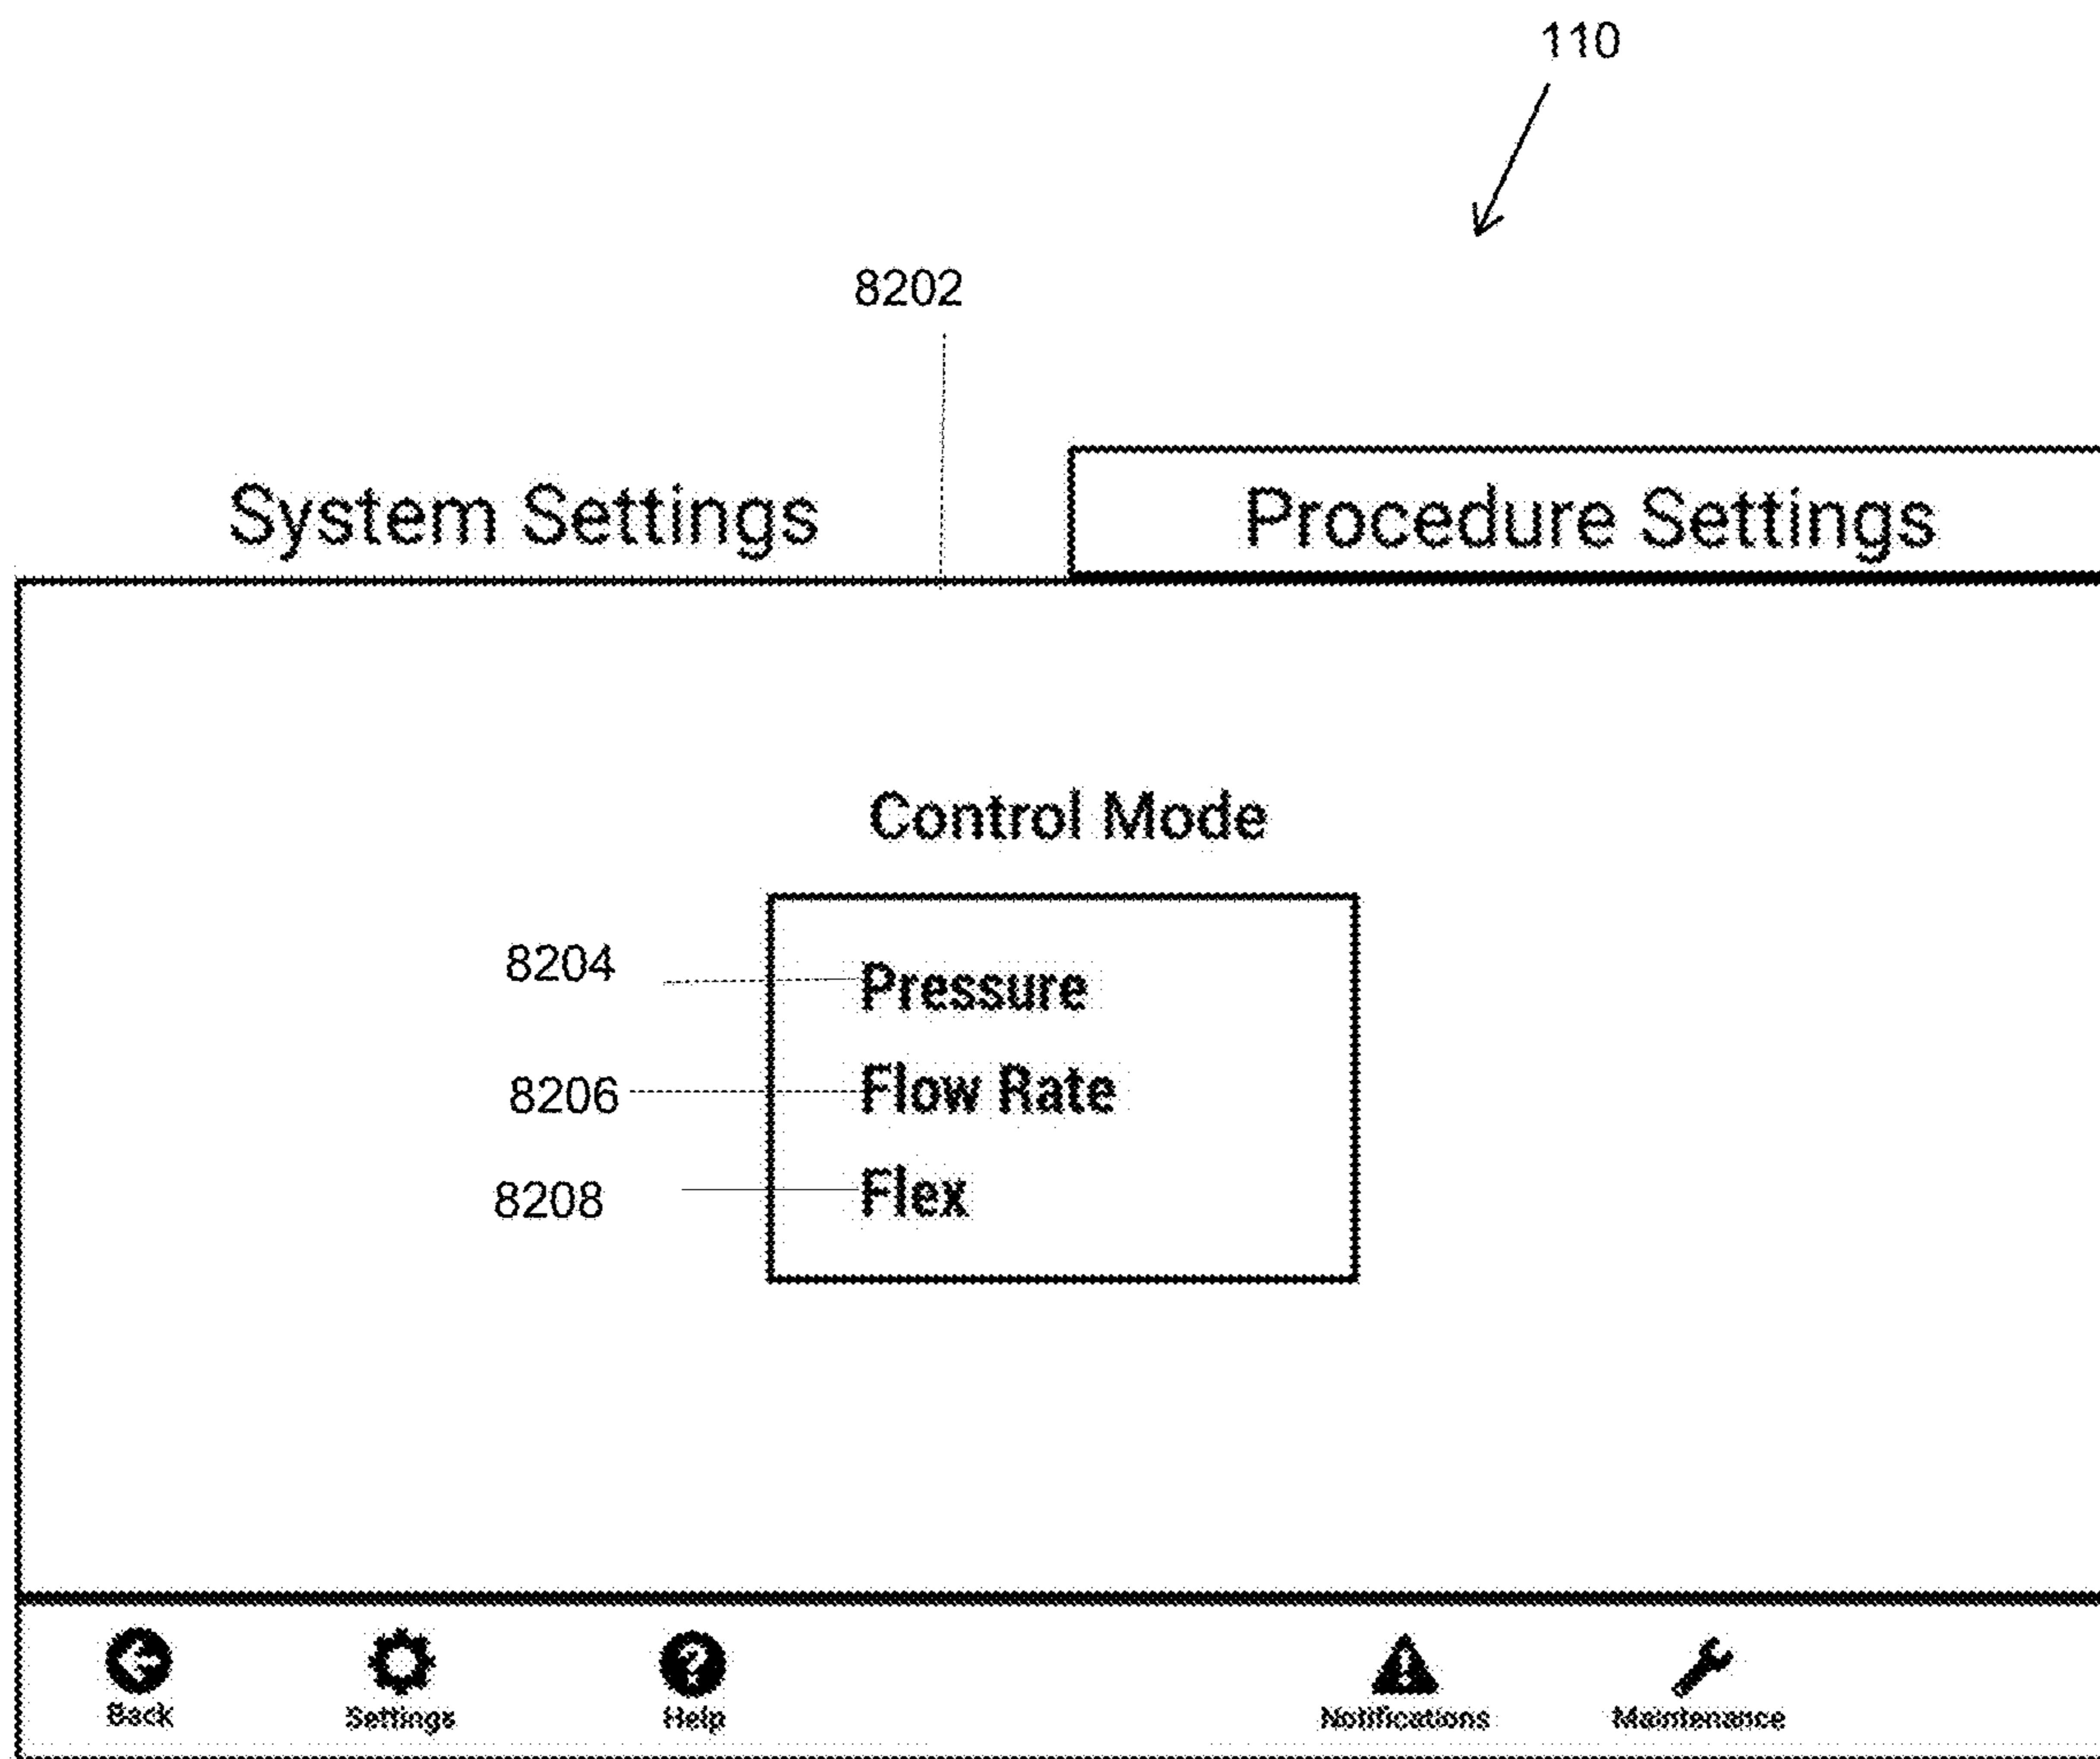 110
8202
System Settings
Procedure Settings
Control Mode
8204
Pressure
8206
Flow Rate
8208
Flex
Back
Settings
Help
Notifications
Maintenance